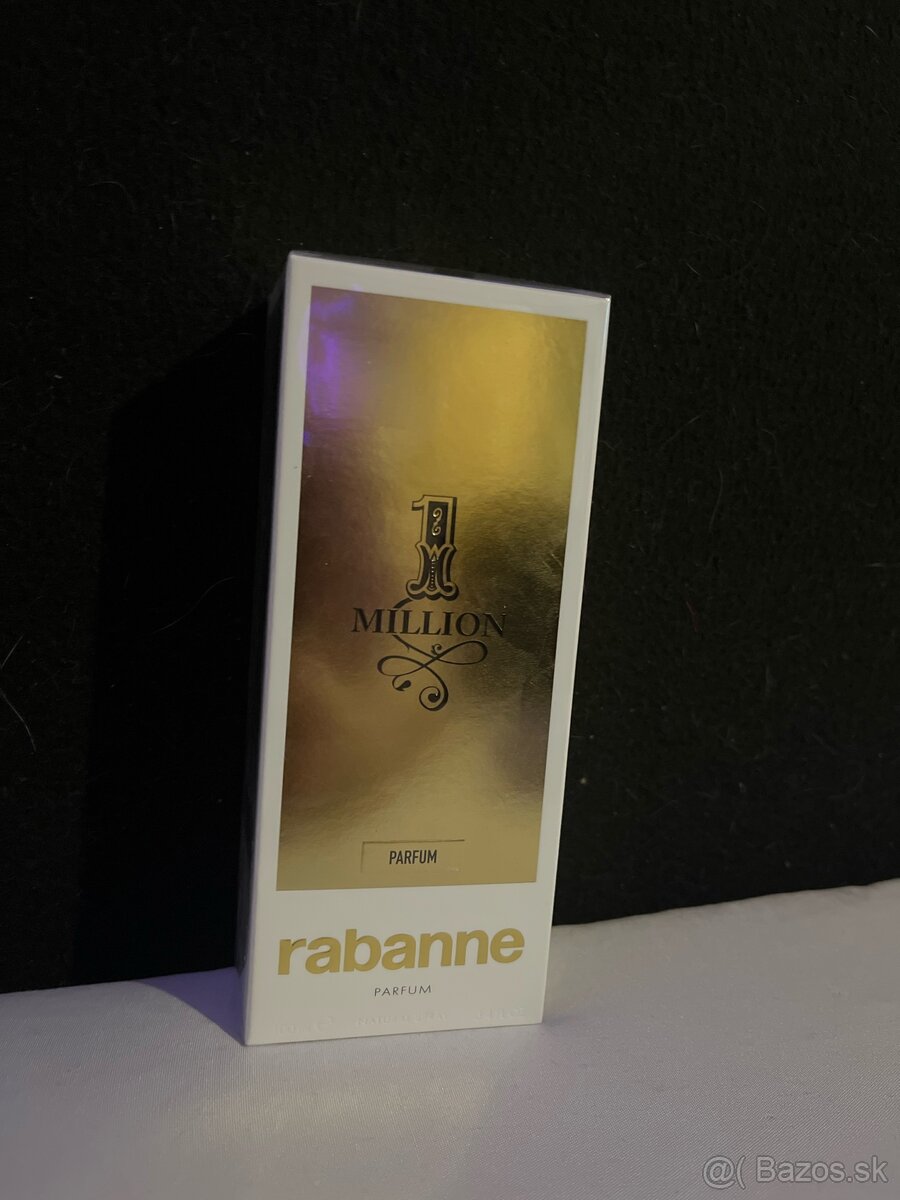 1
MILLION
PARFUM
rabanne
PARFUM
@( Bazos.sk